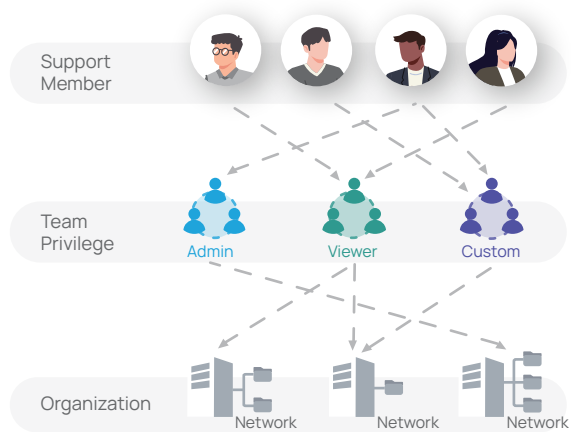 Support
Member
Team
Privilege
Admin
Viewer
Custom
Organization
Network
Network
Network